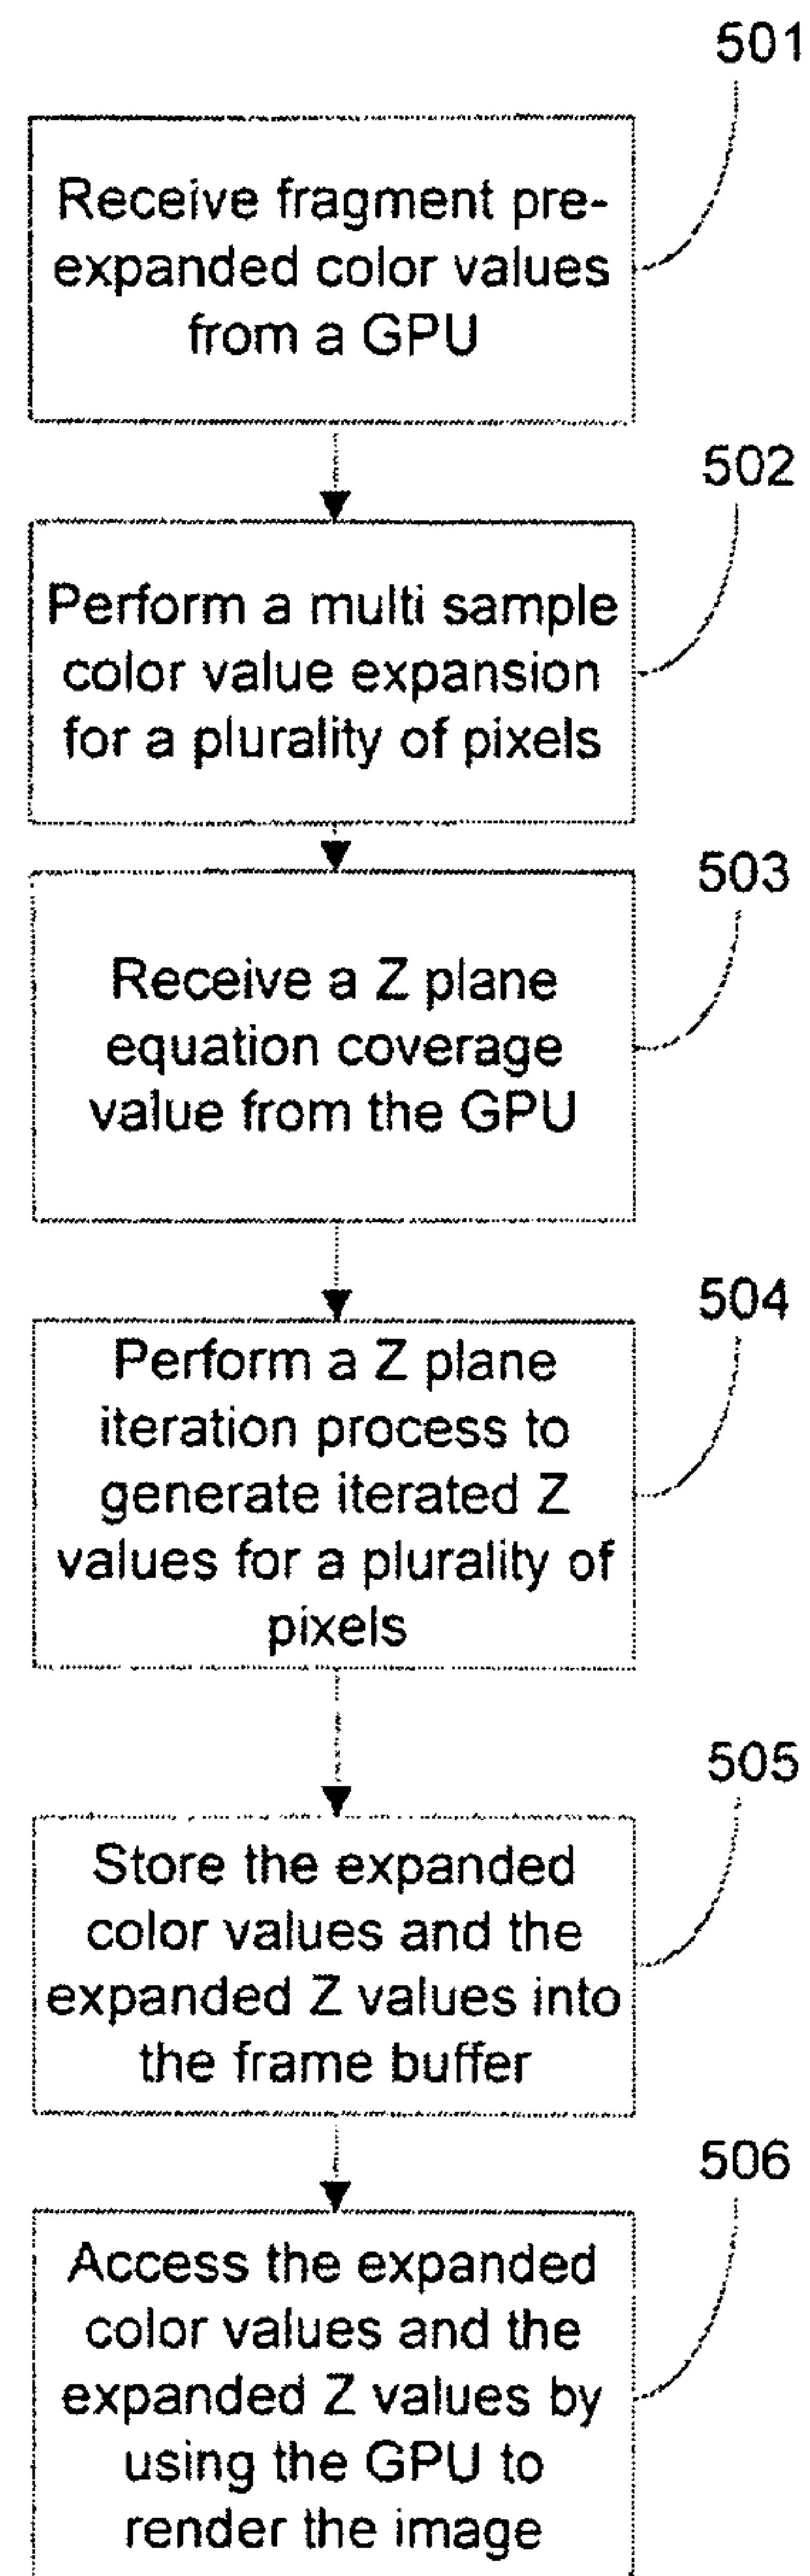 501
Receive fragment pre-
expanded color values
from a GPU
502
Perform a multi sample
color value expansion
for a plurality of pixels
503
Receive a Z plane
equation coverage
value from the GPU
504
Perform a Z plane
iteration process to
generate iterated Z
values for a plurality of
pixels
505
Store the expanded
color values and the
expanded Z values into
the frame buffer
506
Access the expanded
color values and the
expanded Z values by
using the GPU to
render the image